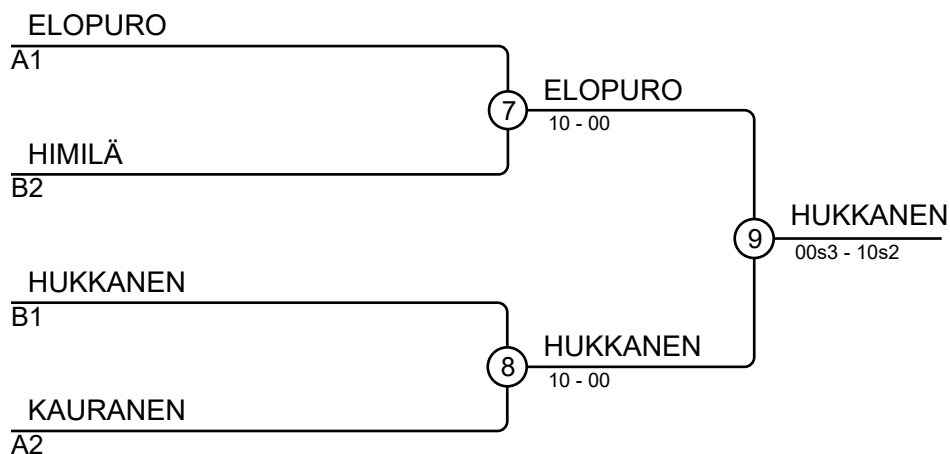 ELOPURO
A1
7
ELOPURO
10 - 00
HIMILÄ
B2
9
HUKKANEN
00s3 - 10s2
HUKKANEN
B1
8
HUKKANEN
10 - 00
KAURANEN
A2